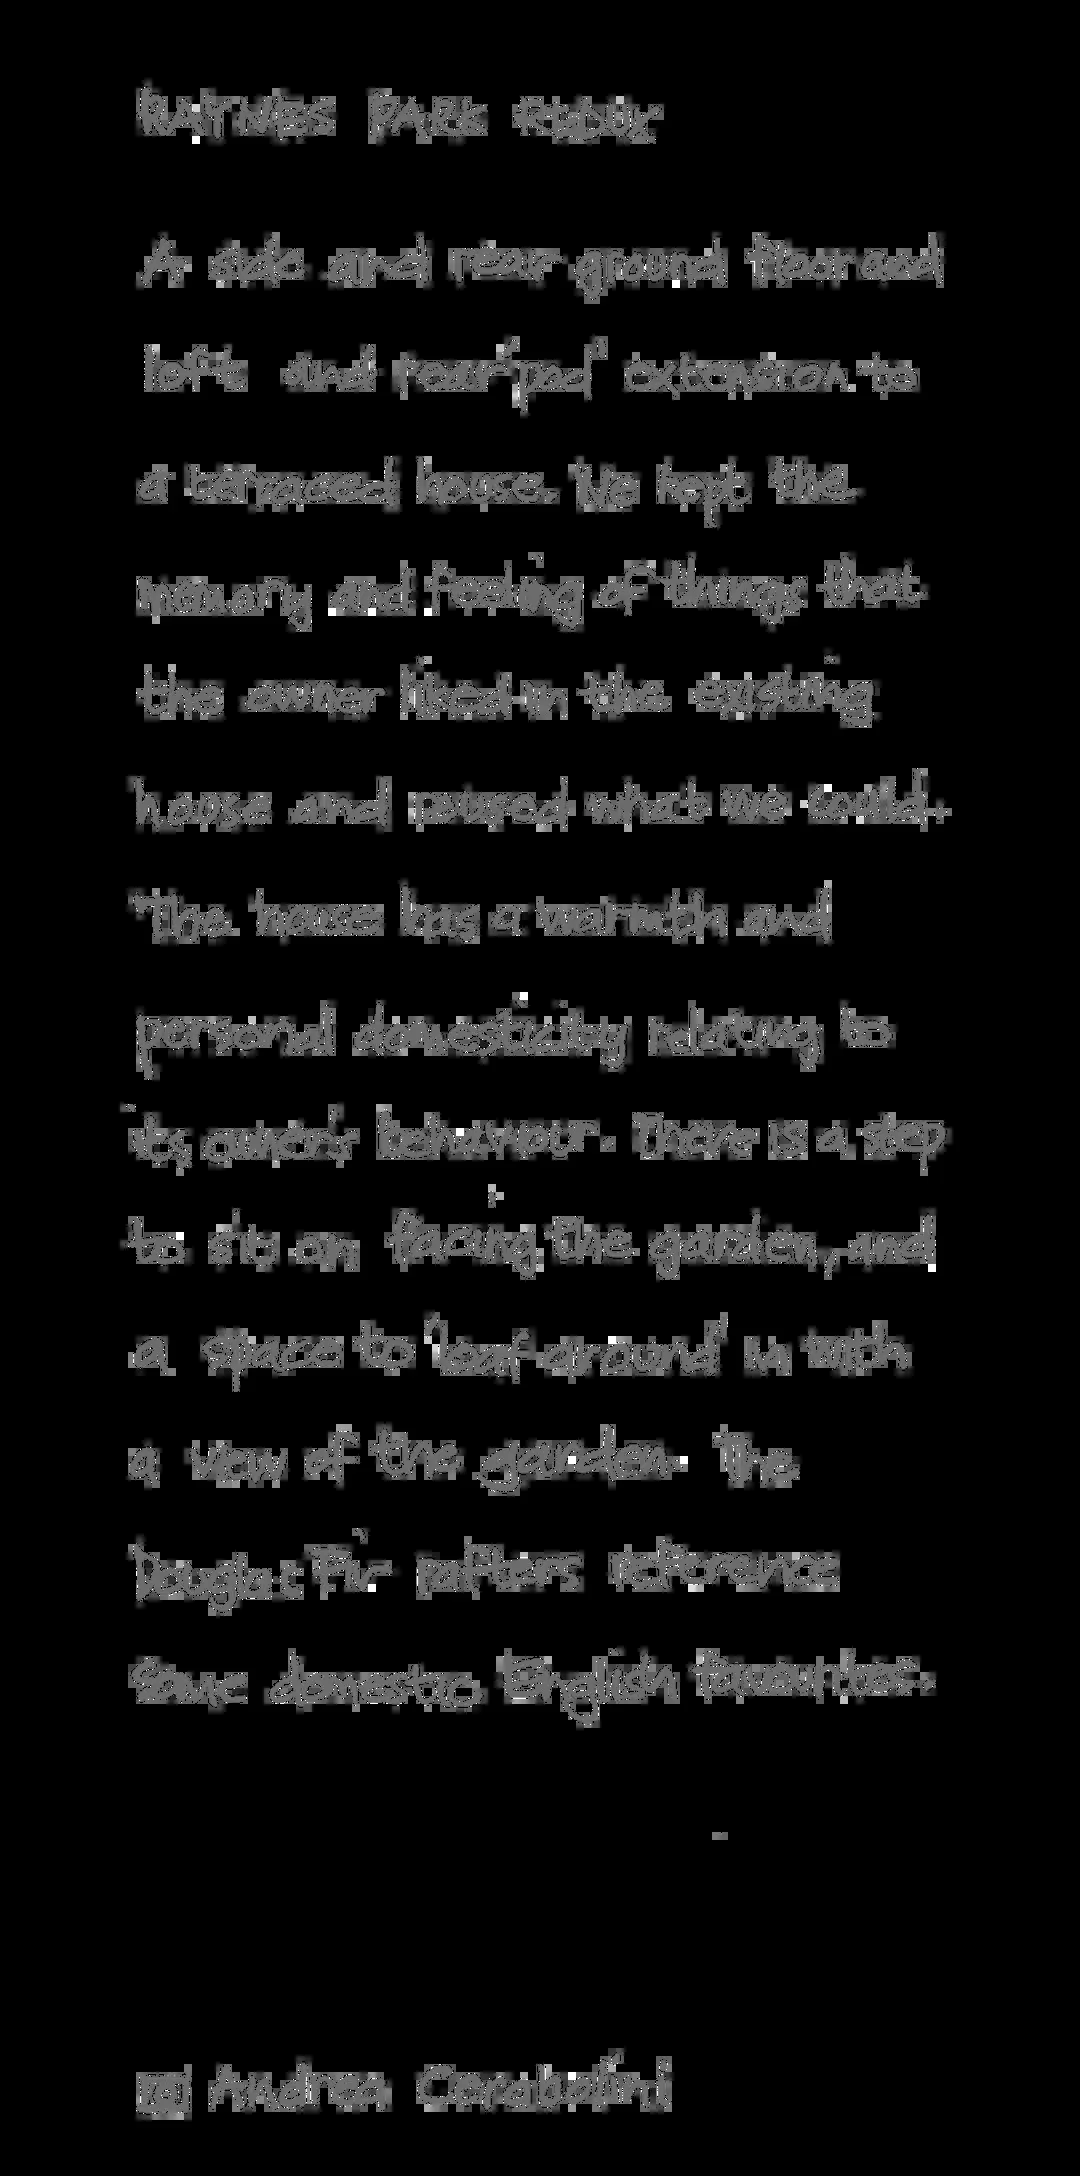 RAYNES PARK REDUX
A side and rear ground floor and
loft and rear 'pod' extension to
a terraced house. We kept the
memory and feeling of things that
the owner liked in the existing
house and reused what we could.
The house has a warmth and
personal domesticity relating to
its owner's behaviour. There is a step
to sit on facing the garden, and
a space to 'loaf around' in with
a view of the garden. The
Douglas Fir rafters reference
some domestic English favourites.
Andrea Cerabolini